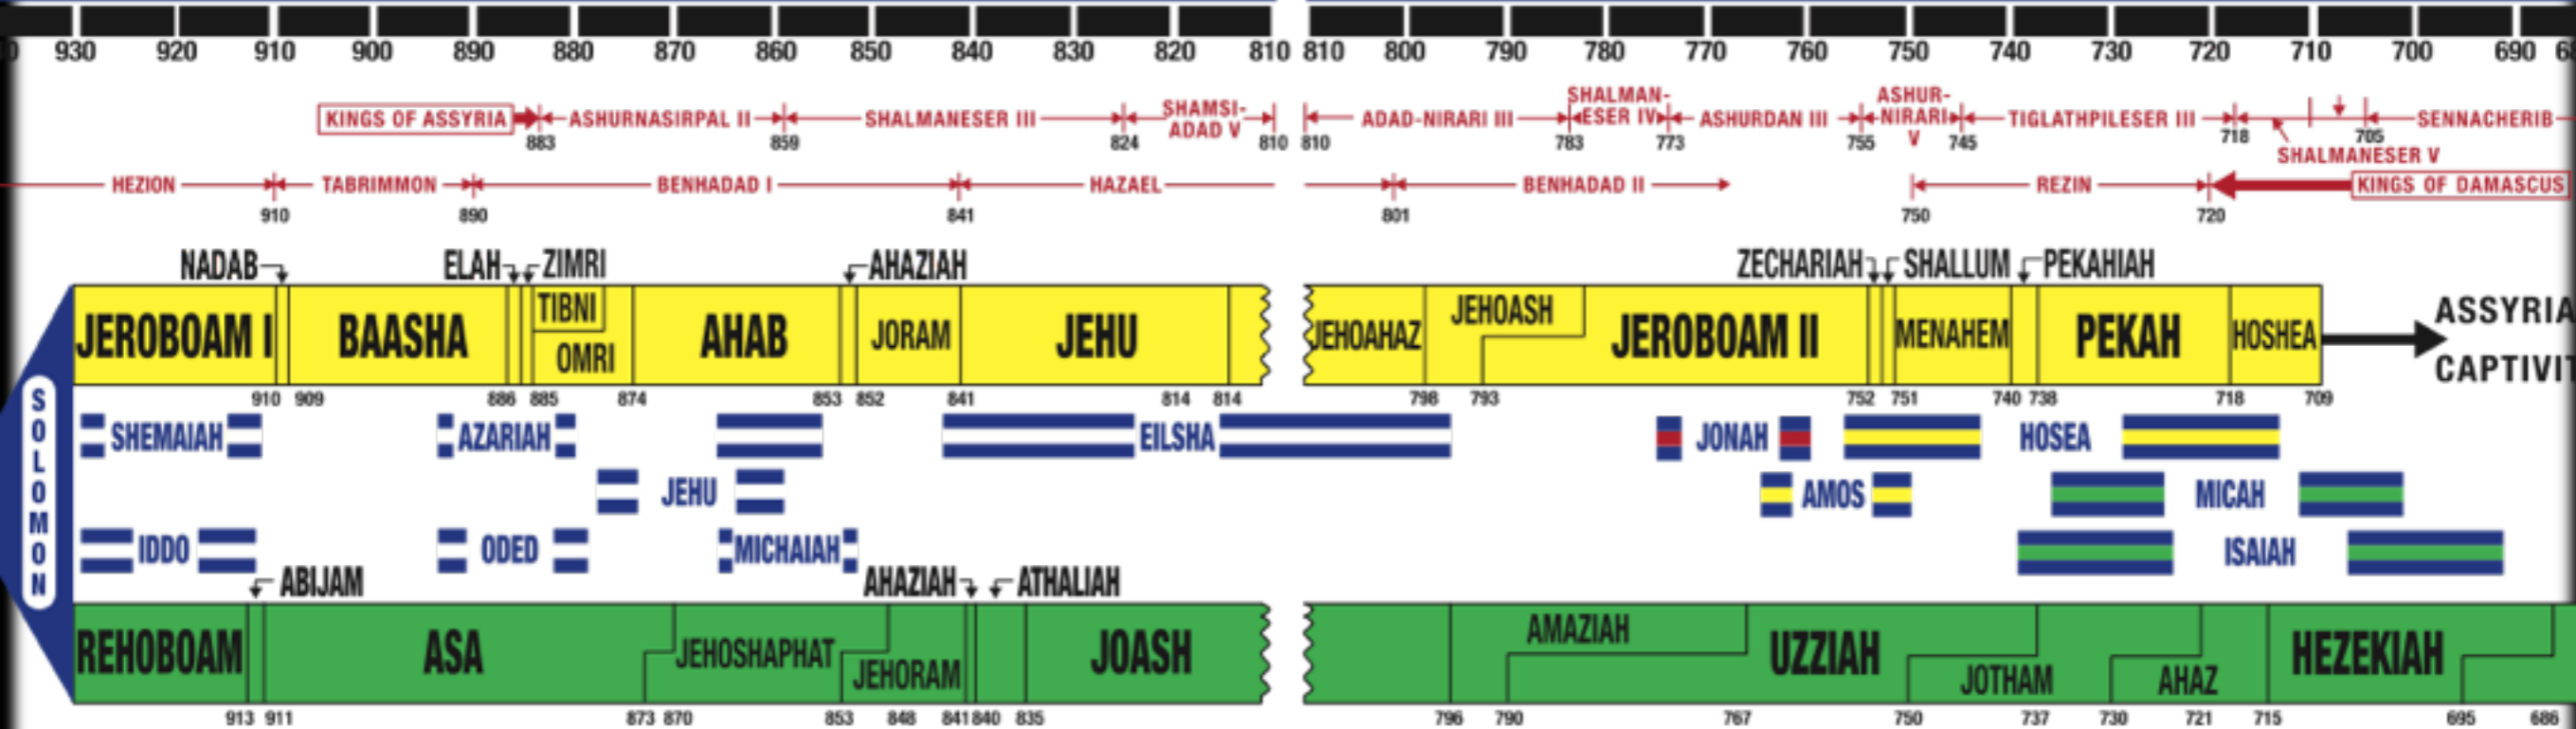 930 920 910 900 890 880 870 860 850 840 830 820 810 810 800 790 780 770 760 750 740 730 720 710 700 690
KINGS OF ASSYRIA ASHURNASIRPAL II SHALMANESER III SHAMSI-ADAD V ADAD-NIRARI III SHALMAN-ESER IV ASHURDAN III ASHUR-NIRARI V TIGLATHPILESER III SENNACHERIB
883 859 824 810 810 783 773 755 745 718 705
SHALMANESER V
HEZION TABRIMMON BENHADAD I HAZAEL BENHADAD II REZIN KINGS OF DAMASCUS
910 890 841 801 750 720
NADAB ELAH ZIMRI AHAZIAH ZECHARIAH SHALLUM PEKAHIAH
JEROBOAM I BAASHA TIBNI OMRI AHAB JORAM JEHU JEHOAHAZ JEHOASH JEROBOAM II MENAHEM PEKAH HOSHEA
ASSYRIA
CAPTIVIT
910 909 886 885 874 853 852 841 814 814 798 793 752 751 740 738 718 709
SOLOMON
SHEMAIAH AZARIAH EILSHA JONAH HOSEA
JEHU AMOS MICAH
IDDO ODED MICHAIAH ISAIAH
ABIJAM AHAZIAH ATHALIAH
REHOBOAM ASA JEHOSHAPHAT JEHORAM JOASH AMAZIAH UZZIAH JOTHAM AHAZ HEZEKIAH
913 911 873 870 853 848 841 840 835 796 790 767 750 737 730 721 715 695 686